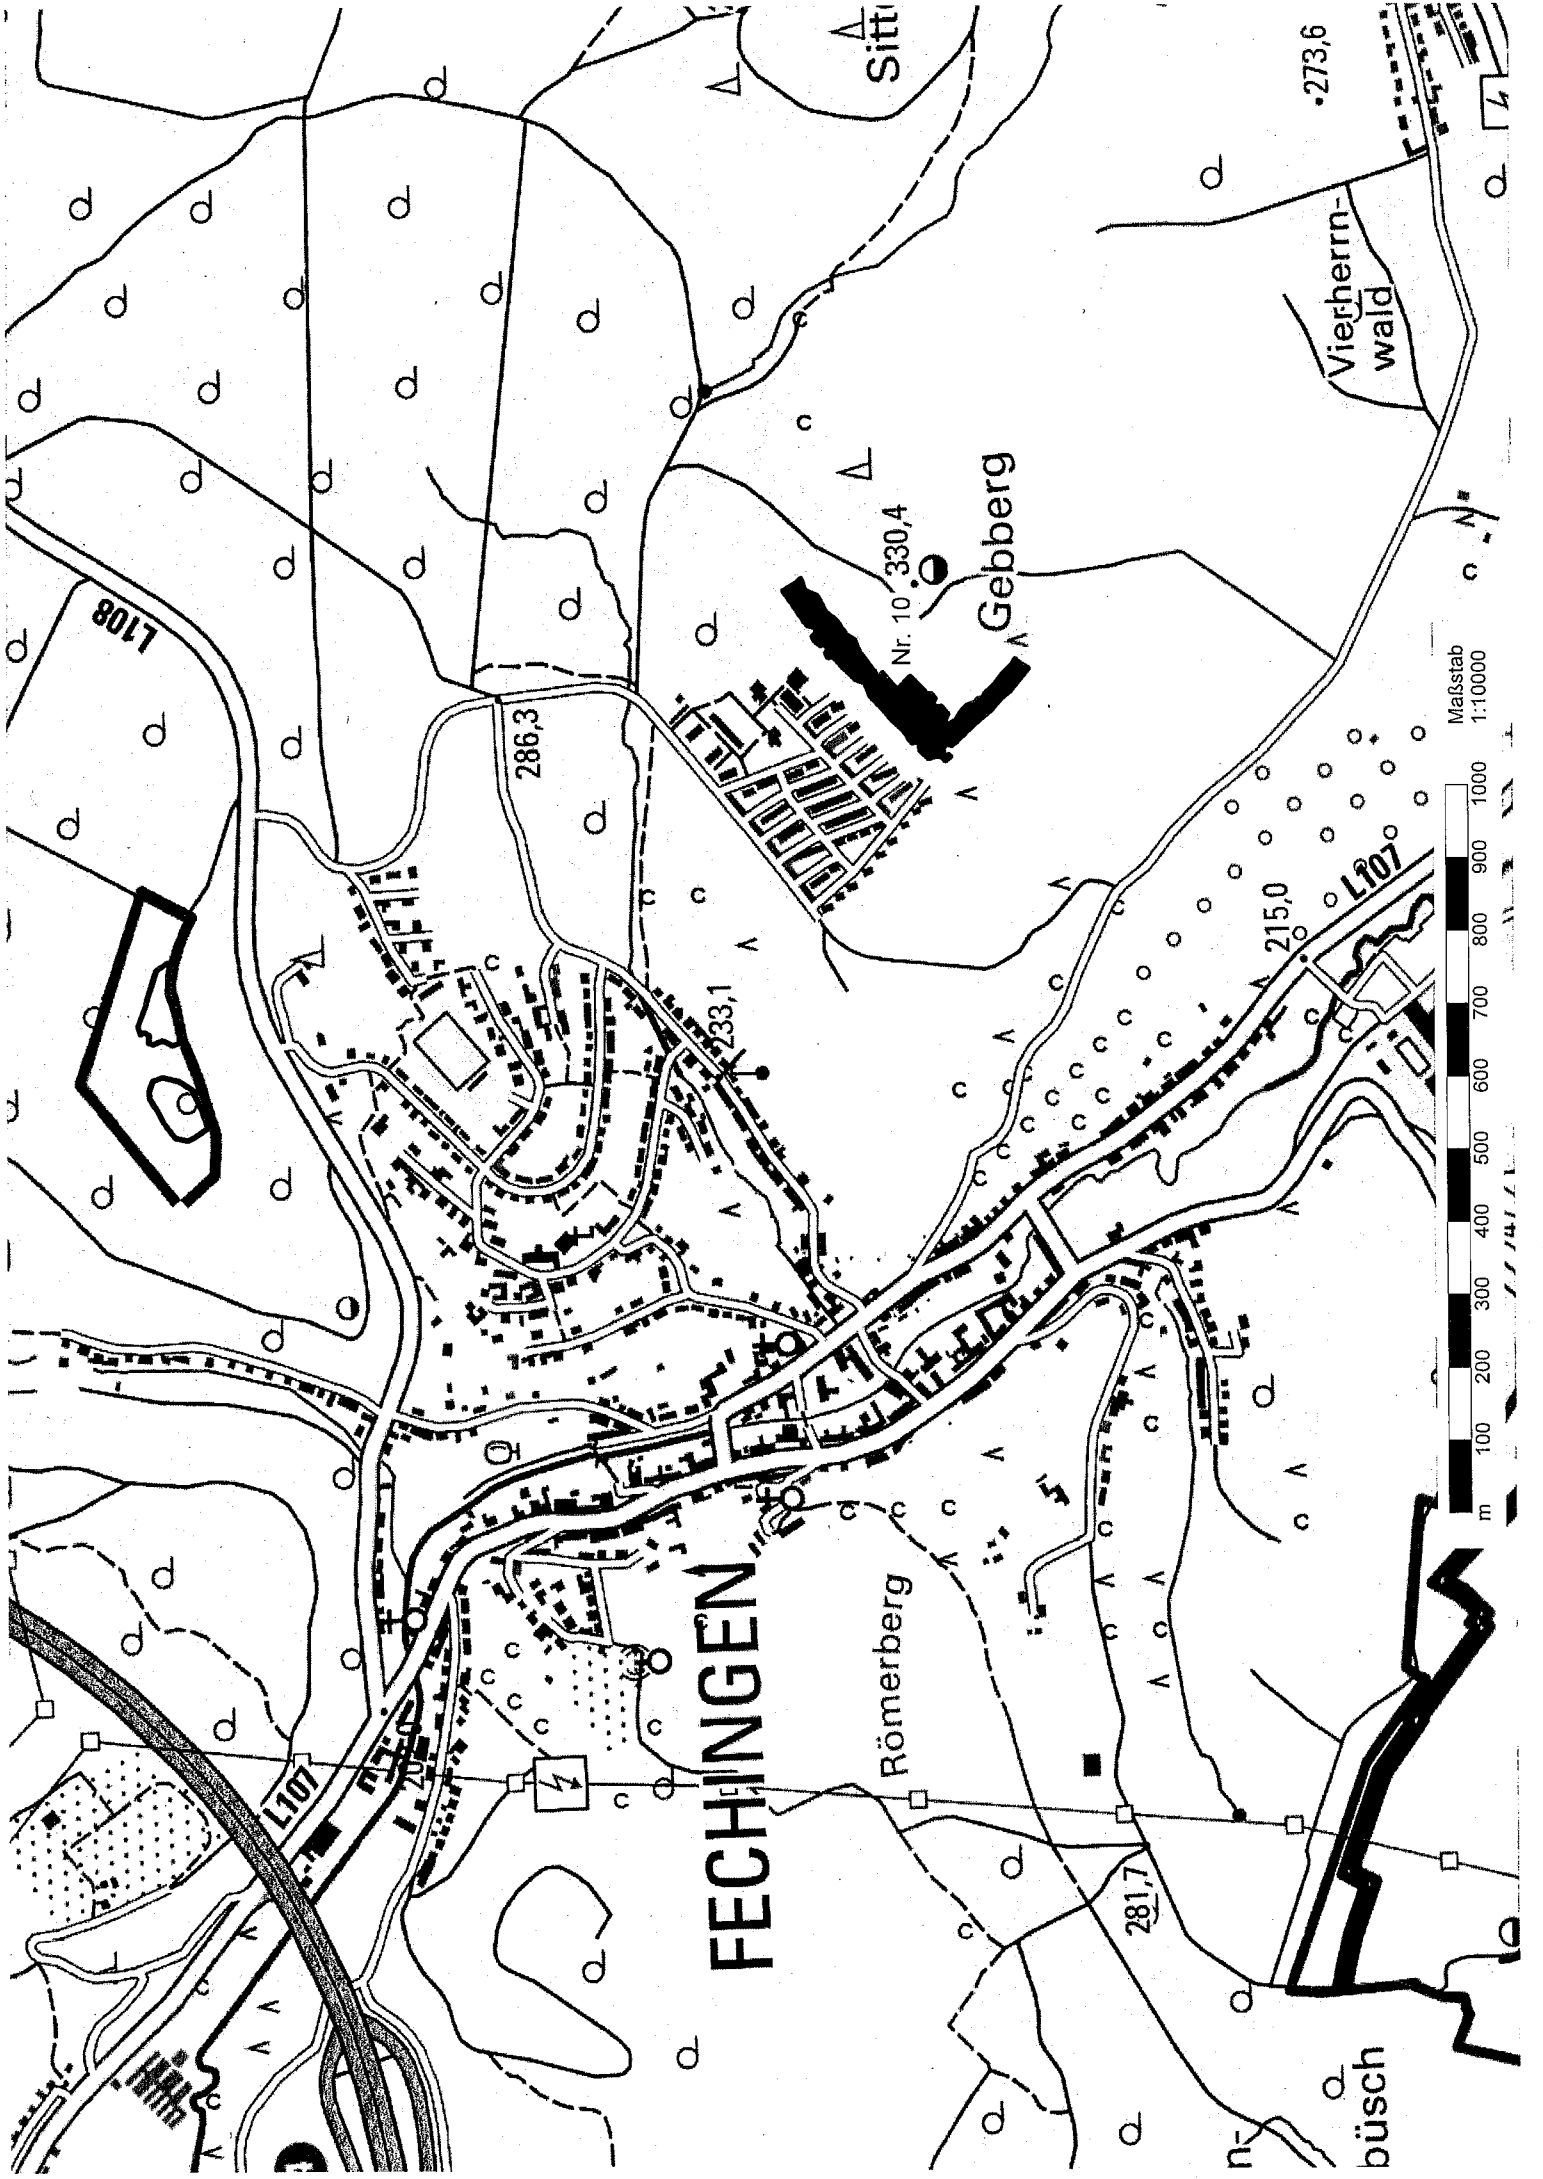 FECHINGEN
L107
L108
286,3
233,1
Römerberg
281,7
büsch
n-
Nr. 10
330,4
Gebberg
Sitt
273,6
Vierherrn-
wald
215,0
L107
Maßstab
1:10000
m 100 200 300 400 500 600 700 800 900 1000